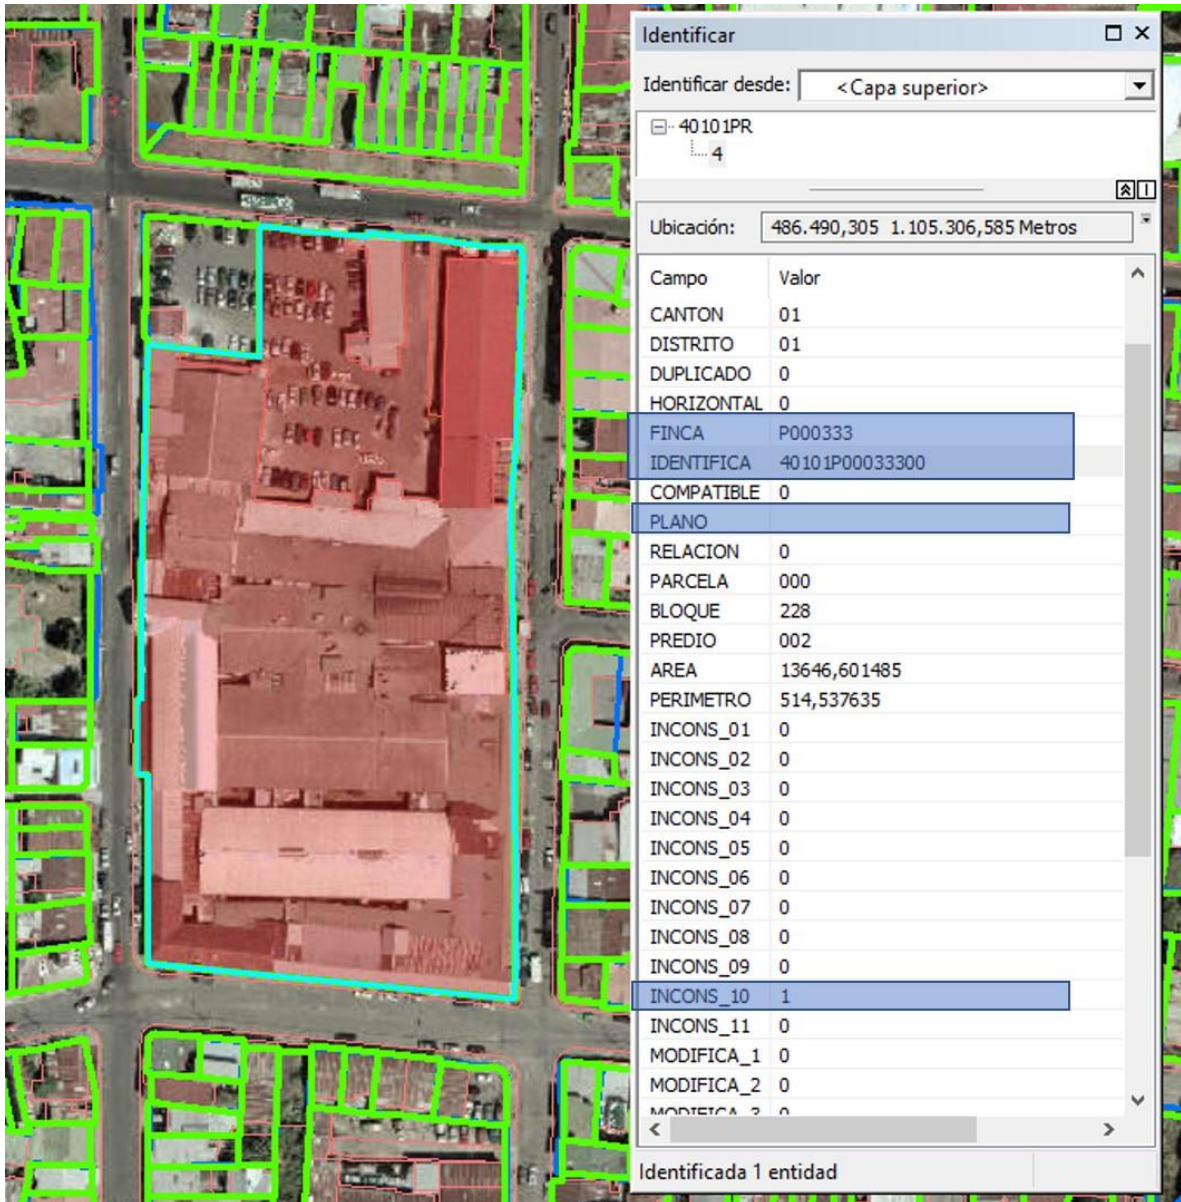 Identificar
Identificar desde: <Capa superior>
40101PR
4
Ubicación: 486.490,305 1.105.306,585 Metros
Campo Valor
CANTON 01
DISTRITO 01
DUPLICADO 0
HORIZONTAL 0
FINCA P000333
IDENTIFICA 40101P00033300
COMPATIBLE 0
PLANO
RELACION 0
PARCELA 000
BLOQUE 228
PREDIO 002
AREA 13646,601485
PERIMETRO 514,537635
INCONS_01 0
INCONS_02 0
INCONS_03 0
INCONS_04 0
INCONS_05 0
INCONS_06 0
INCONS_07 0
INCONS_08 0
INCONS_09 0
INCONS_10 1
INCONS_11 0
MODIFICA_1 0
MODIFICA_2 0
MODIFICA_3 0
Identificada 1 entidad